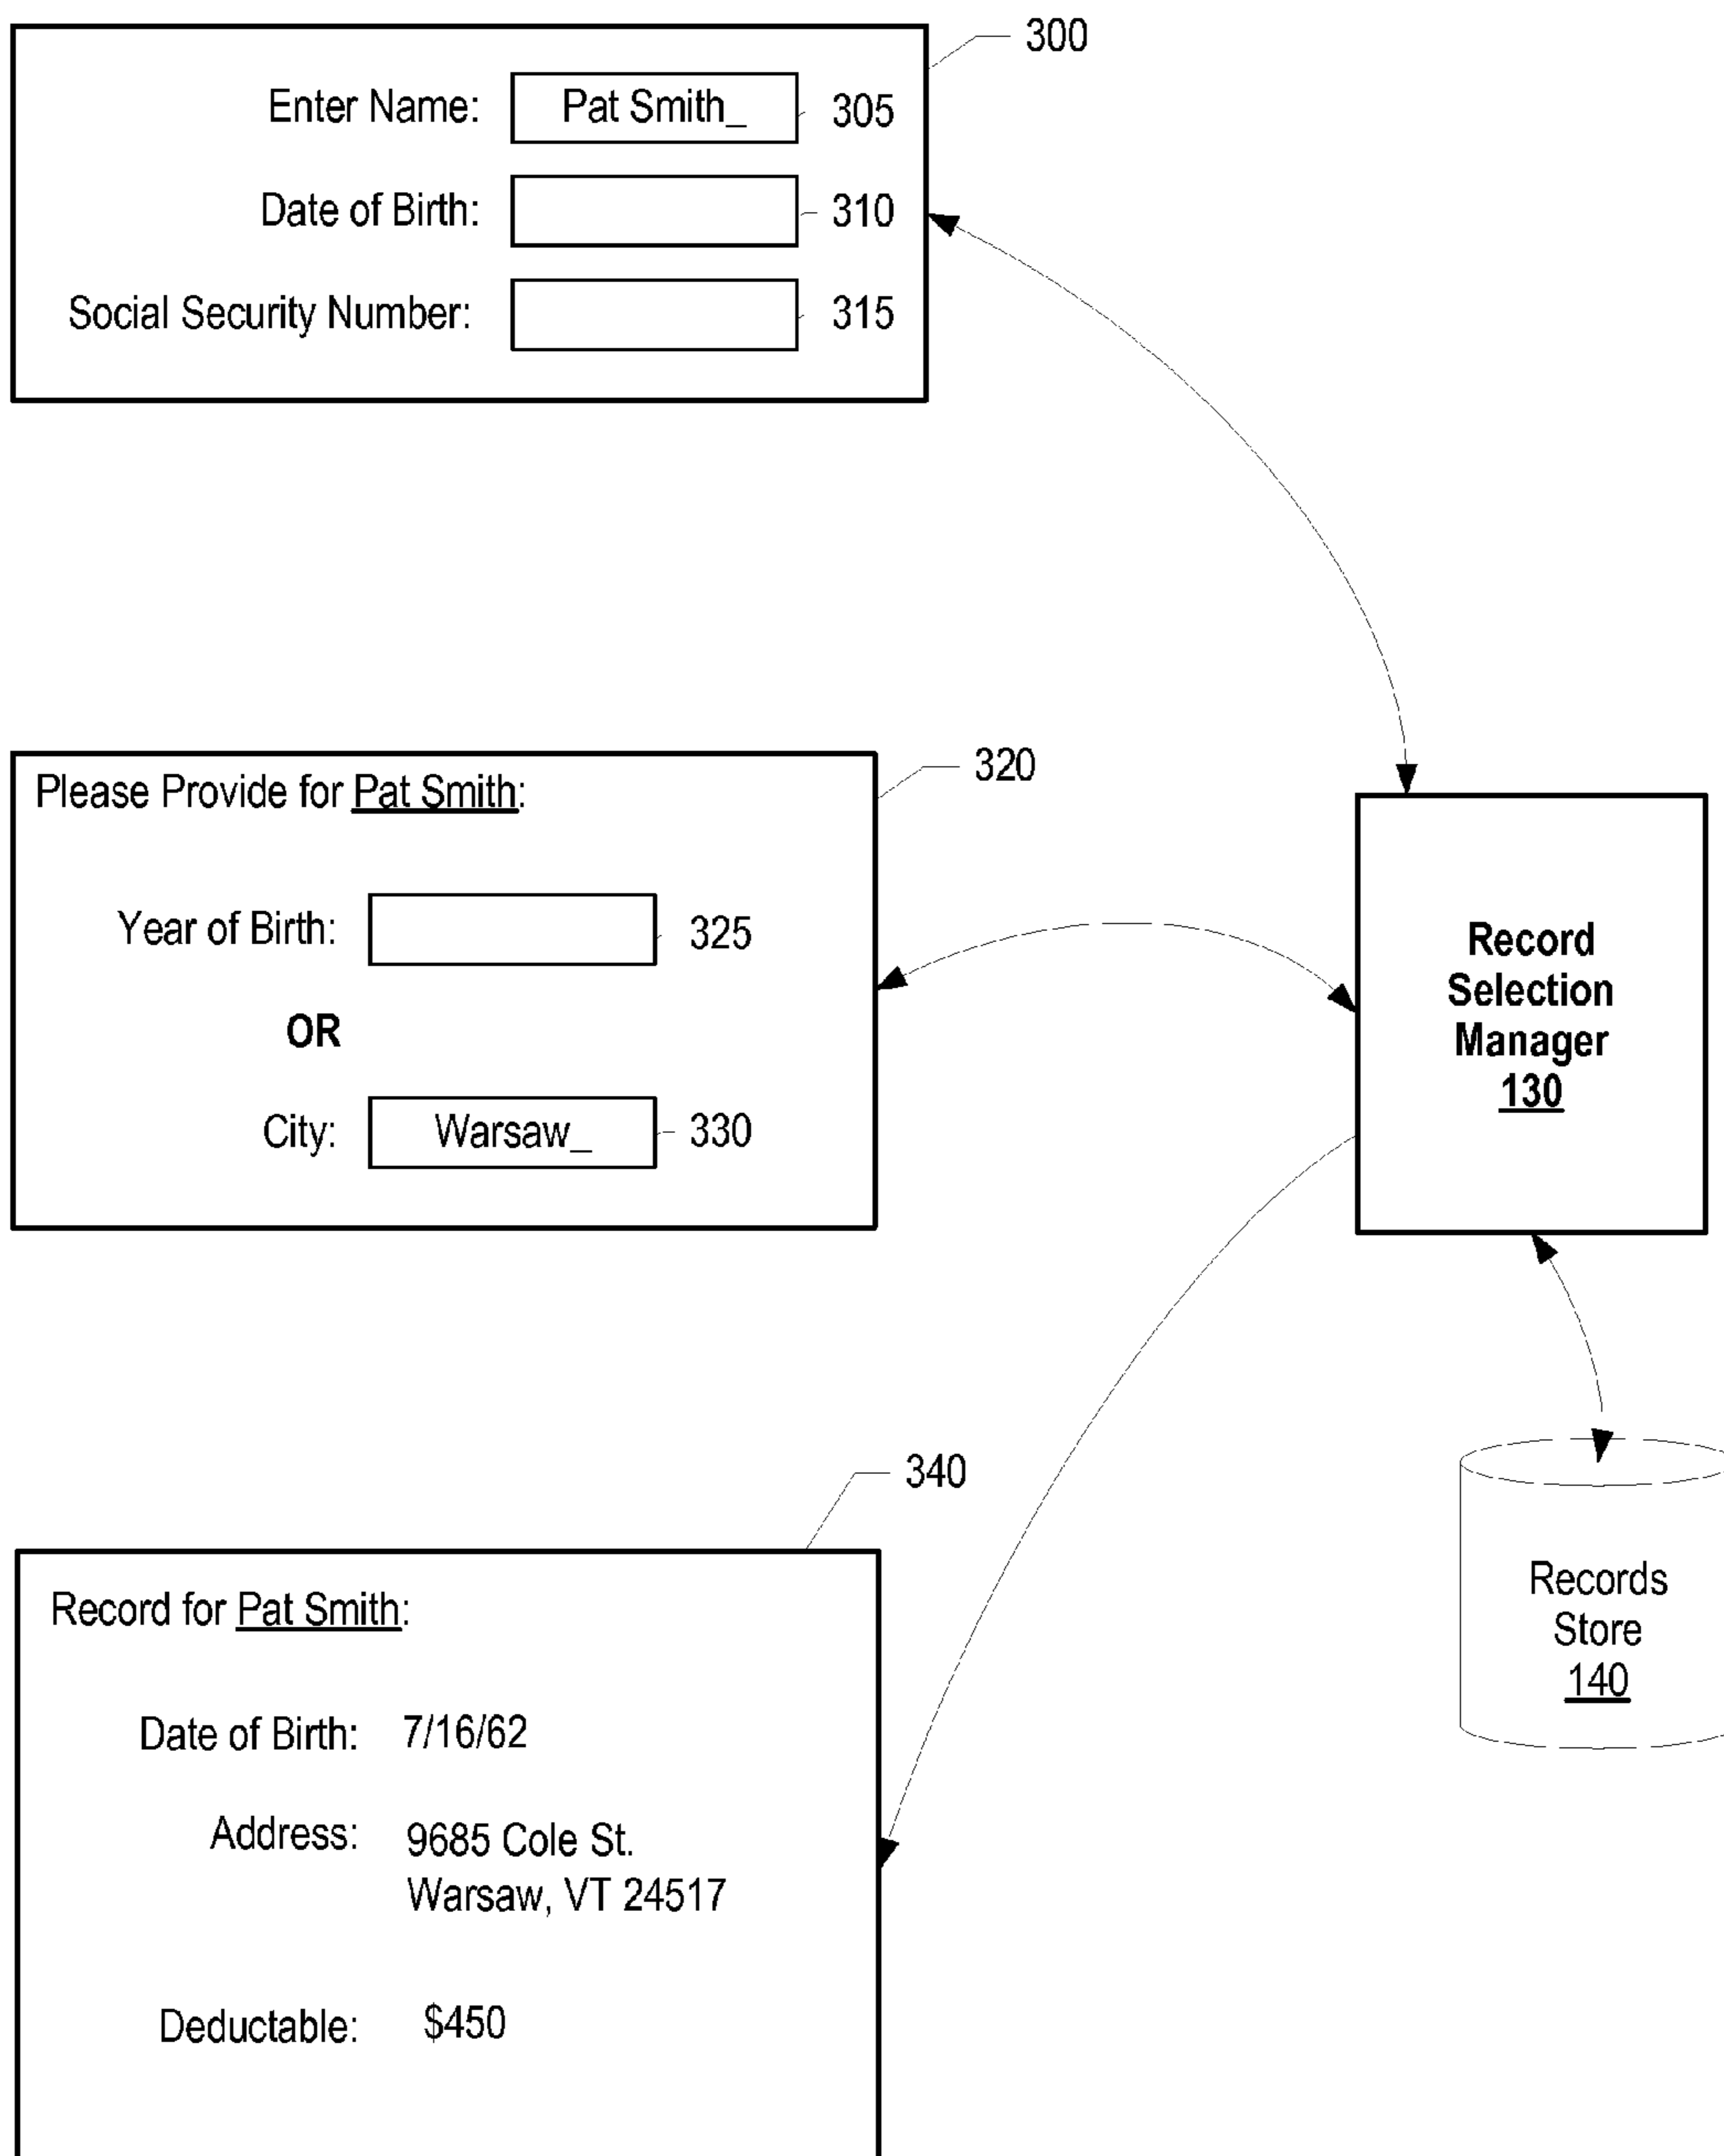 300
Enter Name: Pat Smith_ 305
Date of Birth: 310
Social Security Number: 315
320
Please Provide for Pat Smith:
Year of Birth: 325
OR
City: Warsaw_ 330
Record
Selection
Manager
130
340
Record for Pat Smith:
Date of Birth: 7/16/62
Address: 9685 Cole St.
Warsaw, VT 24517
Deductable: $450
Records
Store
140